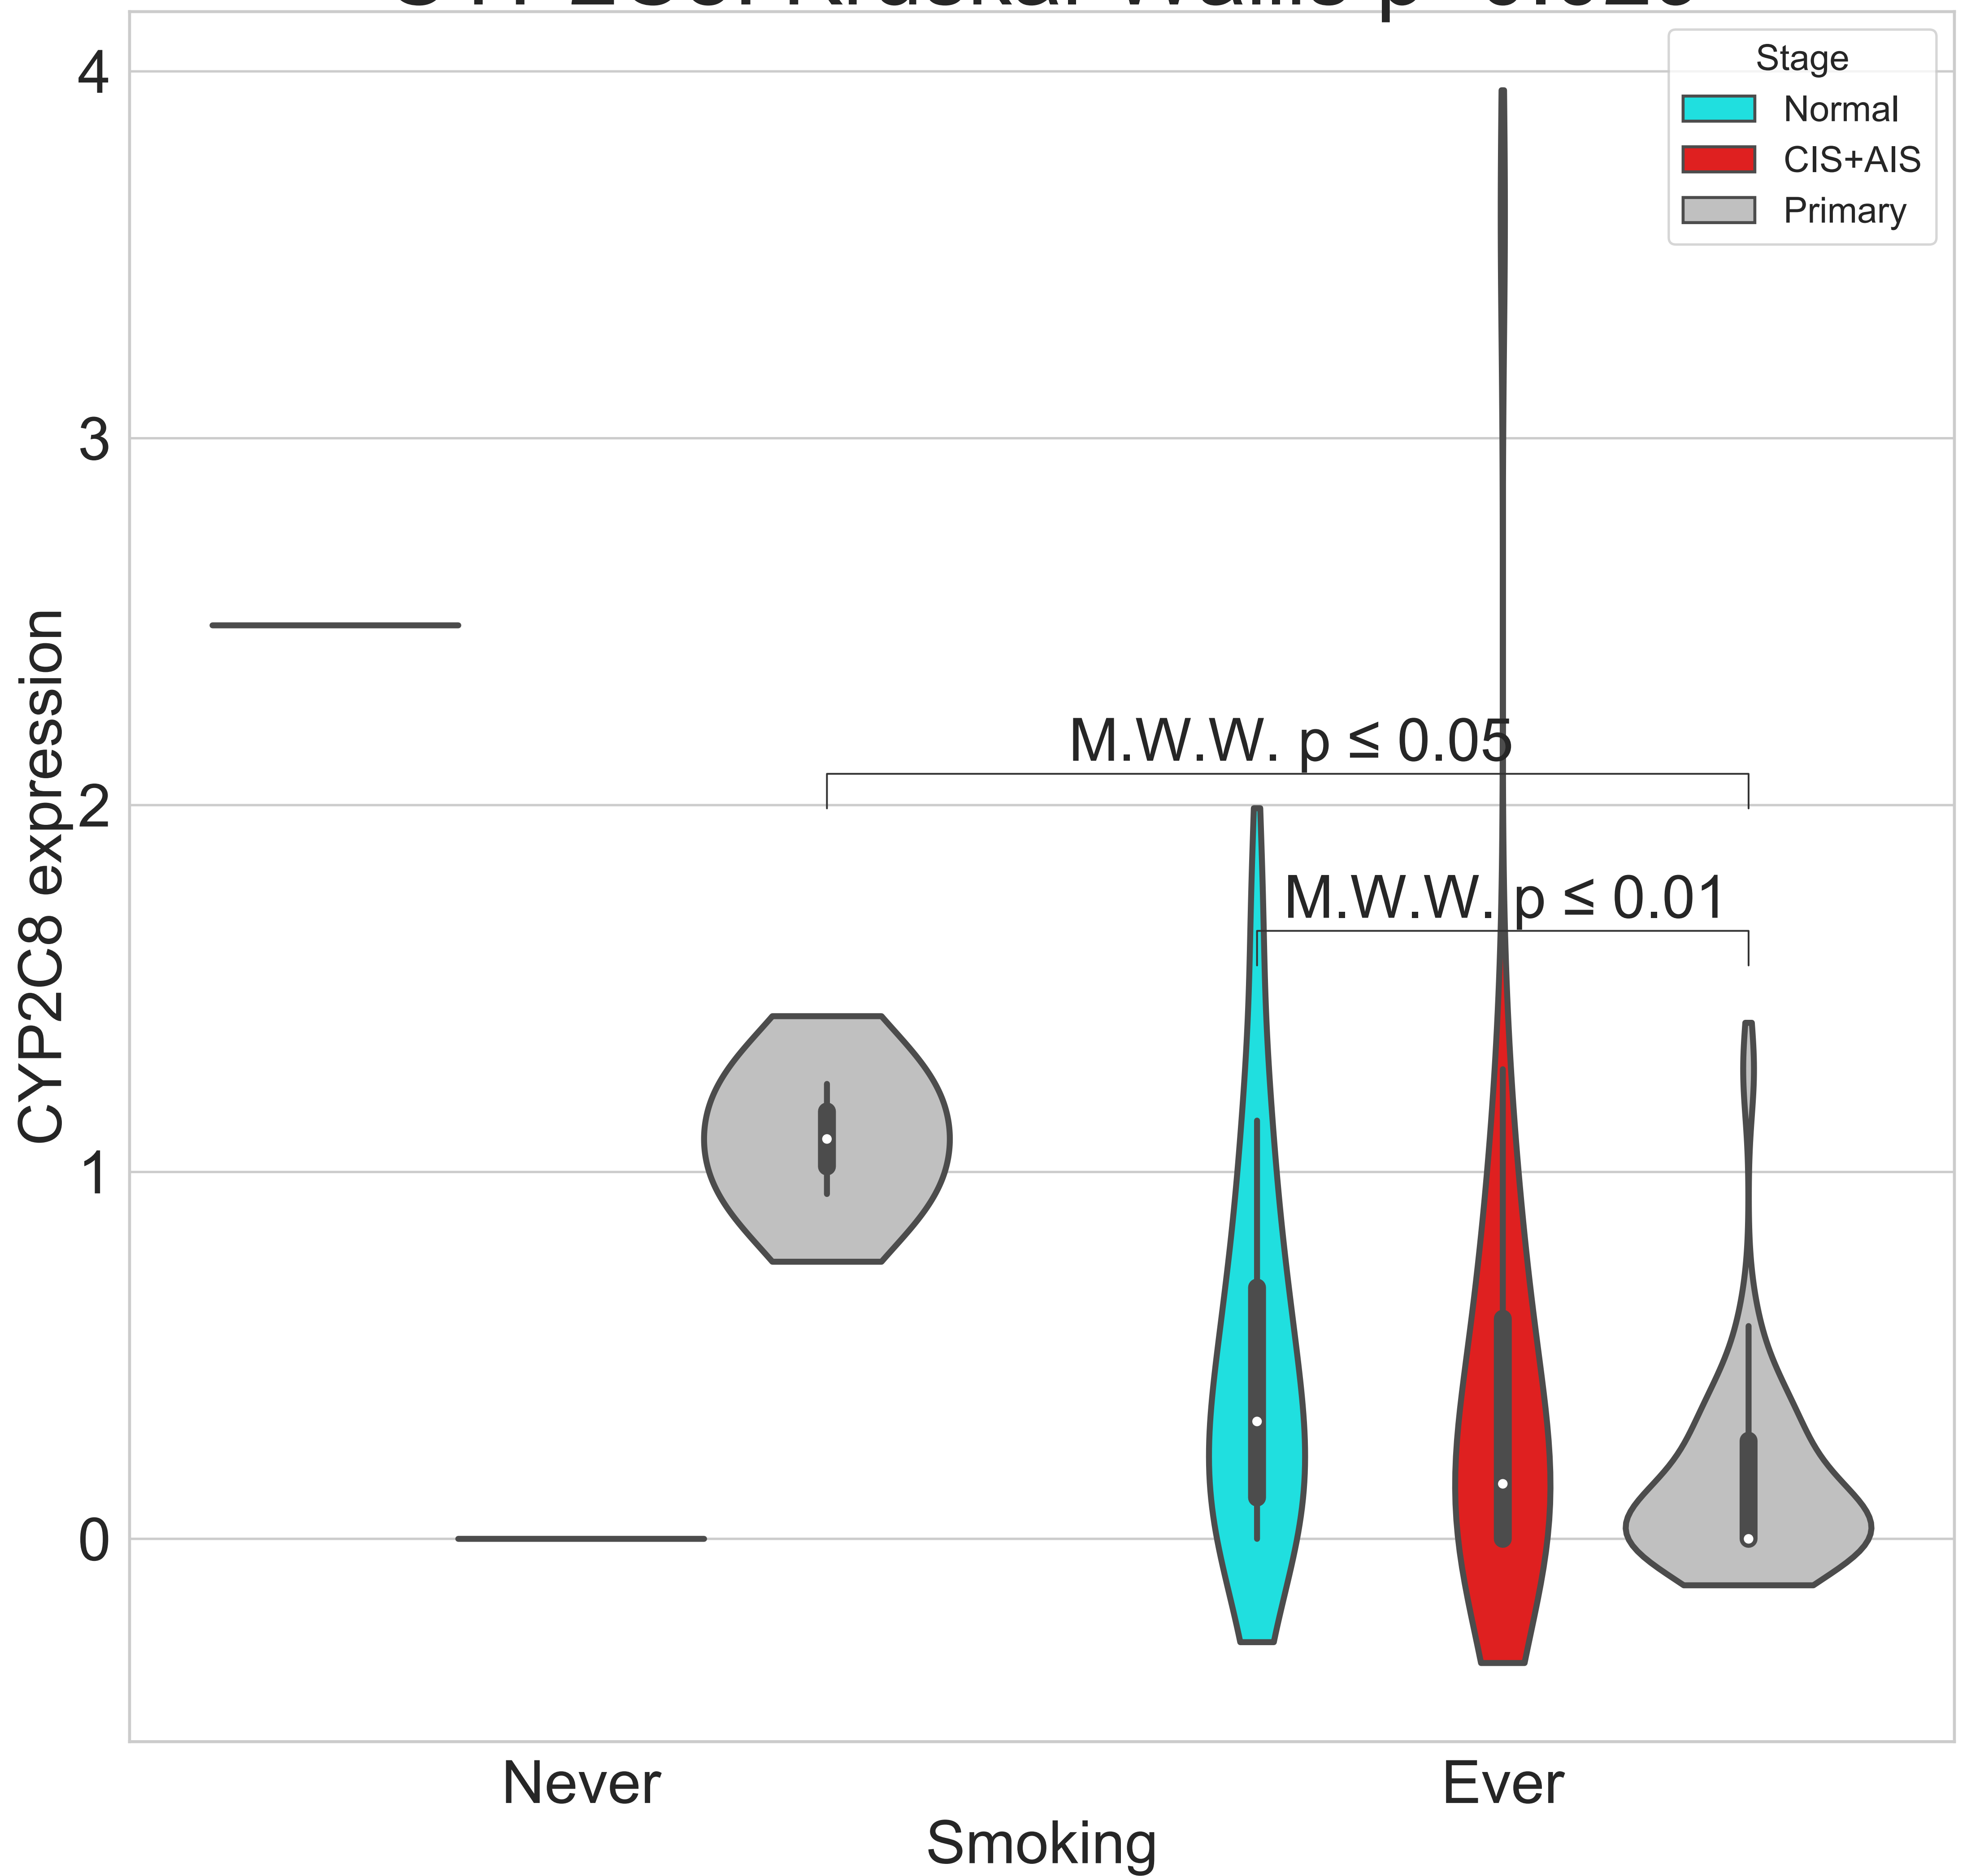 4
3
2
1
0
CYP2C8 expression
Stage
Normal
CIS+AIS
Primary
M.W.W. p ≤ 0.05
M.W.W. p ≤ 0.01
Never
Ever
Smoking